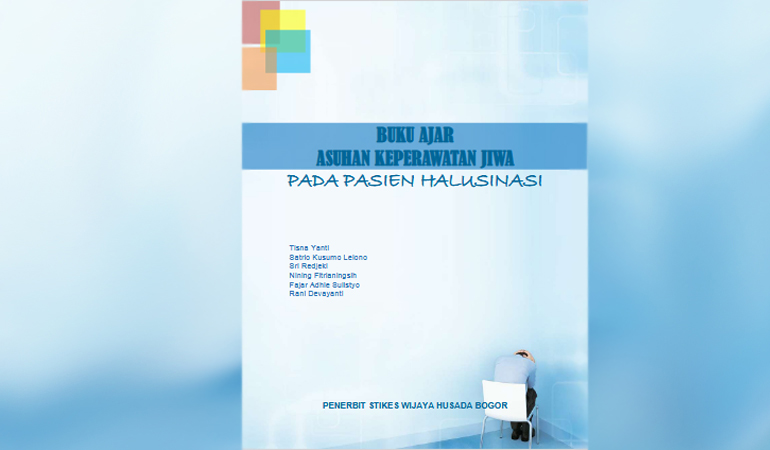 BUKU AJAR
ASUHAN KEPERAWATAN JIWA
PADA PASIEN HALUSINASI
Tisna Yanti
Satrio Kusumo Lelono
Sri Redjeki
Nining Fitrianingsih
Fajar Adhie Sulistyo
Rani Devayanti
PENERBIT STIKES WIJAYA HUSADA BOGOR